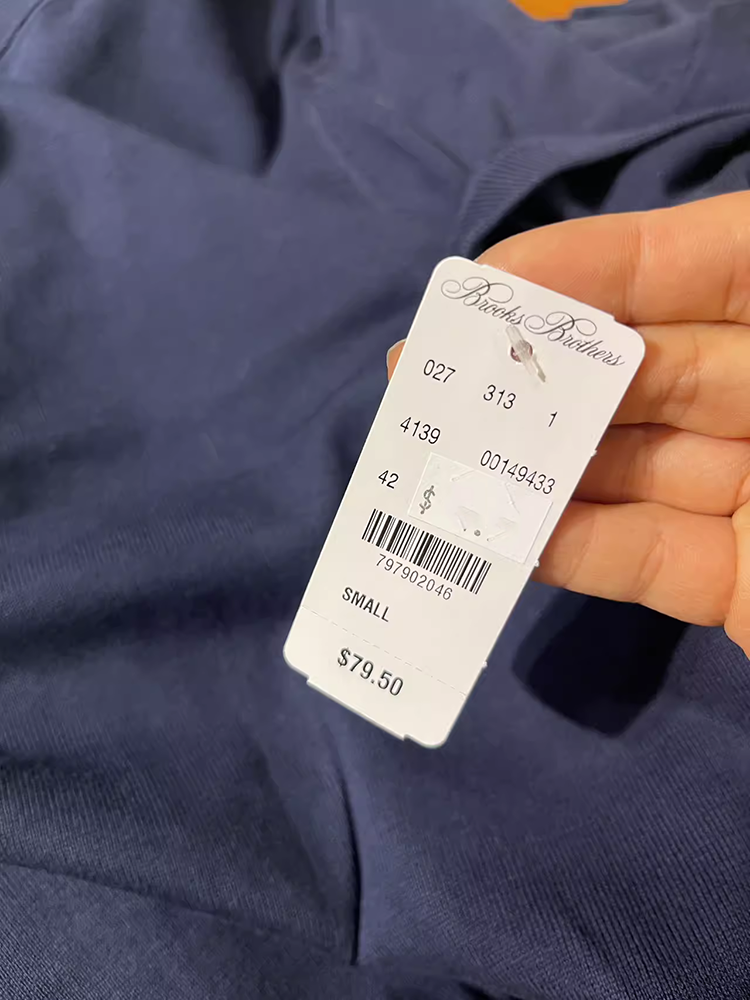 Brooks Brothers
027 313 1
4139 00149433
42 $ .
797902046
SMALL
$79.50